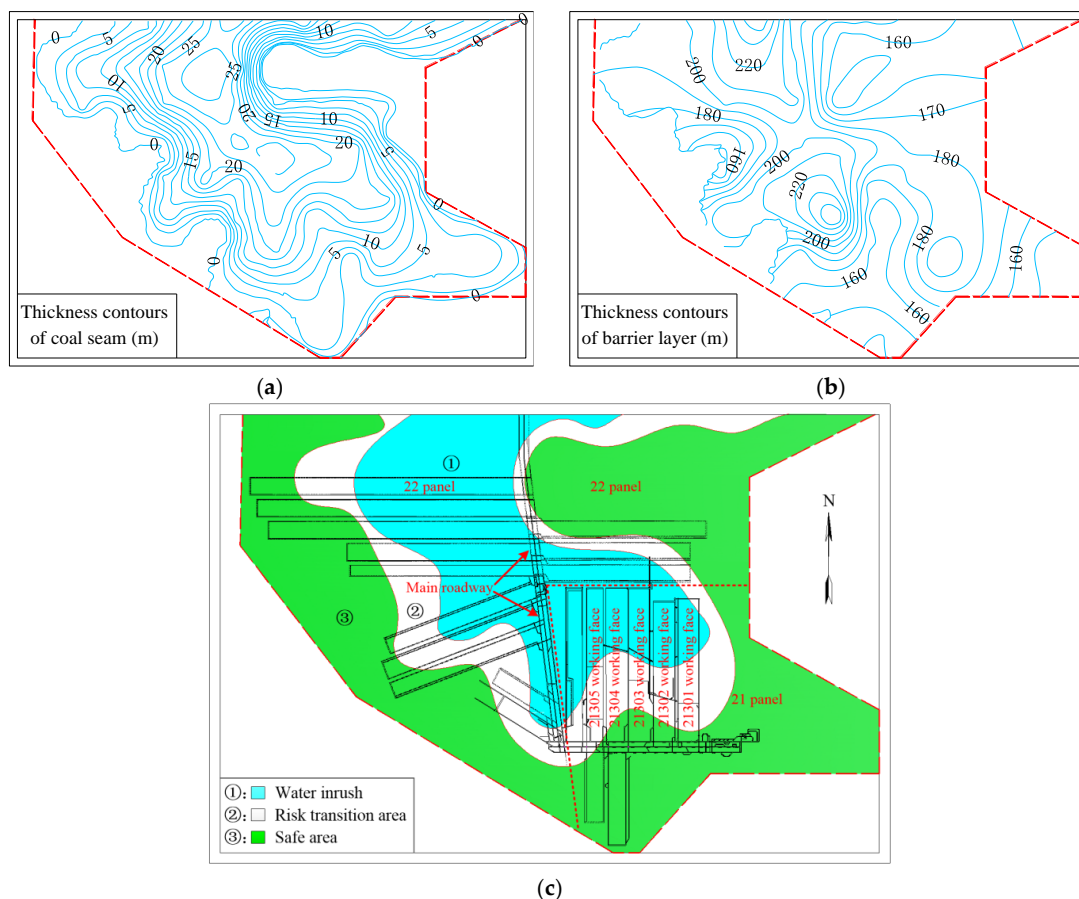 0
5
20
25
10
5
0
0
10
5
25
20
15
10
20
5
0
15
20
0
10
5
5
0
0
Thickness contours
of coal seam (m)
(a)
200
220
160
180
170
160
200
180
220
200
180
160
160
160
Thickness contours
of barrier layer (m)
(b)
①
22 panel
22 panel
N
Main roadway
②
③
21305 working face
21304 working face
21303 working face
21302 working face
21301 working face
21 panel
①: Water inrush
②: Risk transition area
③: Safe area
(c)